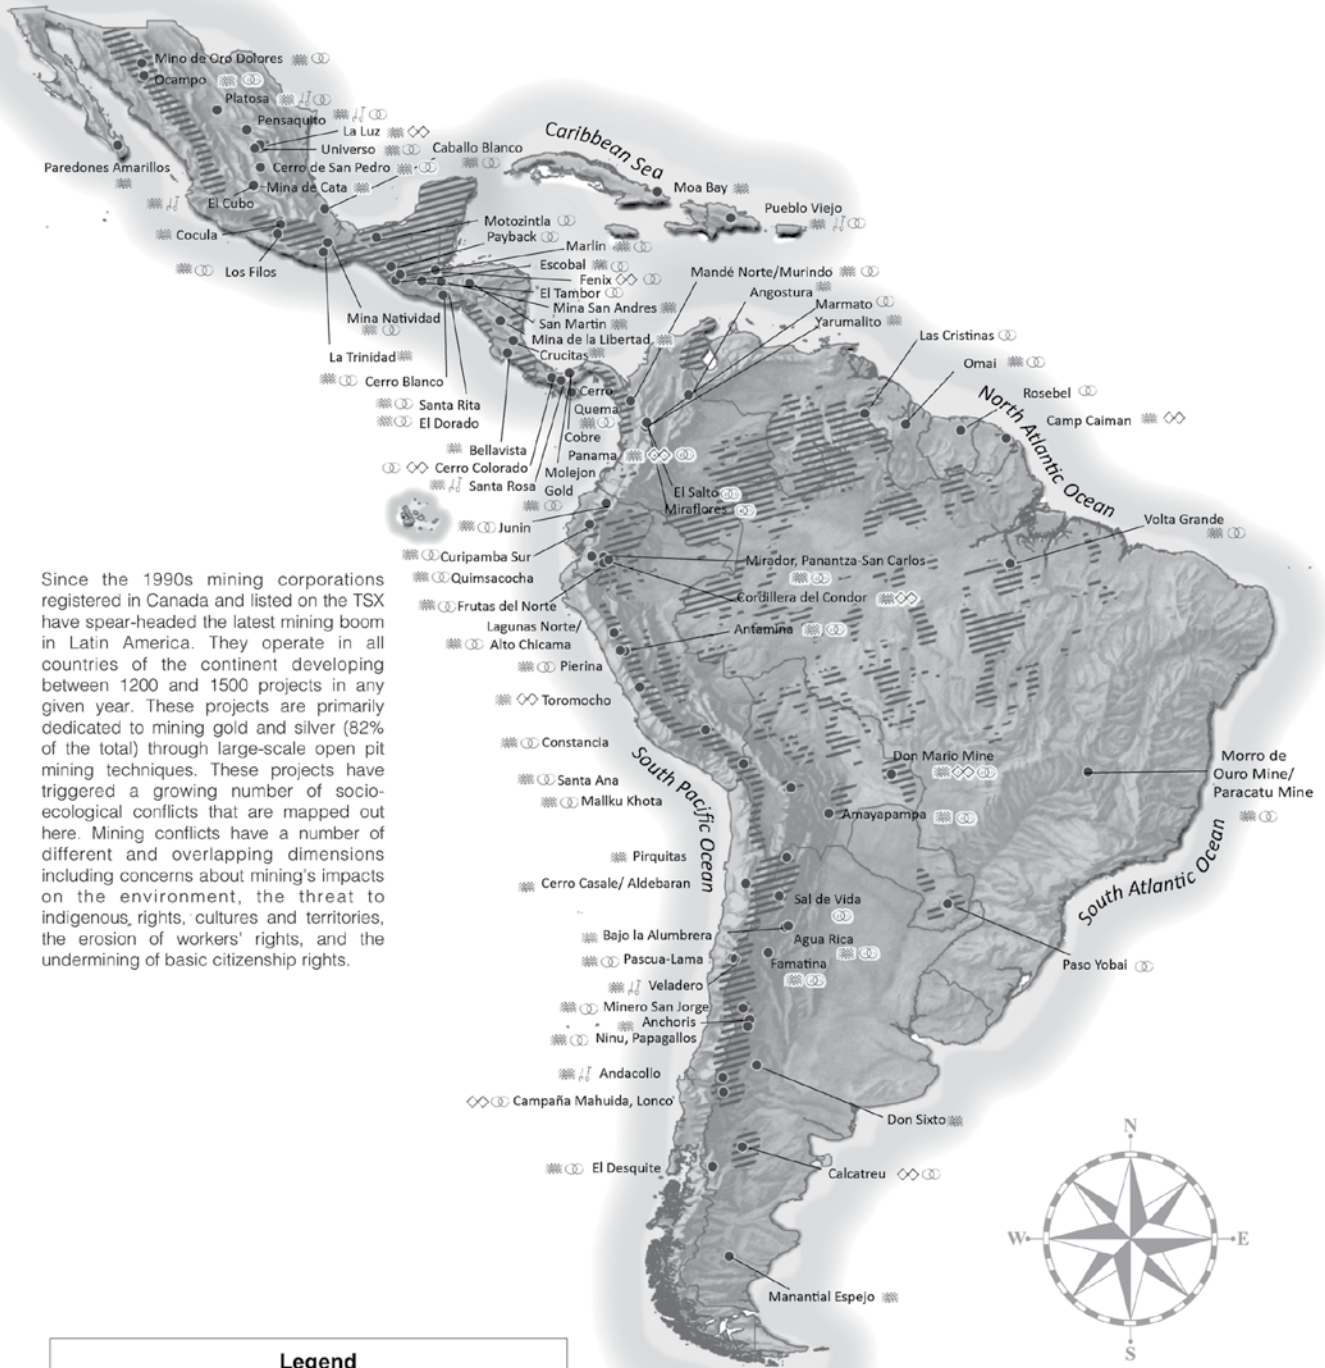 Mino de Oro Dolores
Ocampo
Platosa
Pensaquito
La Luz
Universo
Caballo Blanco
Cerro de San Pedro
Paredones Amarillos
Mina de Cata
El Cubo
Cocula
Los Filos
Caribbean Sea
Moa Bay
Pueblo Viejo
Motozintla
Payback
Marlin
Escobal
Fenix
El Tambor
Mina San Andres
San Martin
Mina de la Libertad
Crucitas
Mina Natividad
La Trinidad
Cerro Blanco
Santa Rita
El Dorado
Bellavista
Cerro Colorado
Santa Rosa
Cerro
Quema
Cobre
Panama
Molejon
Gold
Mandé Norte/Murindo
Angostura
Marmato
Yarumalito
Las Cristinas
Omai
Rosebel
Camp Caiman
North Atlantic Ocean
El Salto
Miraflores
Volta Grande
Junin
Curipamba Sur
Quimsacocha
Frutas del Norte
Mirador, Panantza-San Carlos
Cordillera del Condor
Lagunas Norte/
Alto Chicama
Antamina
Pierina
Toromocho
Constancia
Santa Ana
Mallku Khota
South Pacific Ocean
Don Mario Mine
Amayapampa
Morro de
Ouro Mine/
Paracatu Mine
South Atlantic Ocean
Pirquitas
Cerro Casale/ Aldebaran
Sal de Vida
Bajo la Alumbrera
Agua Rica
Pascua-Lama
Famatina
Paso Yobai
Veladero
Minero San Jorge
Anchoris
Ninu, Papagallos
Andacollo
Campaña Mahuida, Lonco
Don Sixto
El Desquite
Calcatreu
Manantial Espejo
N
W
E
S
Since the 1990s mining corporations
registered in Canada and listed on the TSX
have spear-headed the latest mining boom
in Latin America. They operate in all
countries of the continent developing
between 1200 and 1500 projects in any
given year. These projects are primarily
dedicated to mining gold and silver (82%
of the total) through large-scale open pit
mining techniques. These projects have
triggered a growing number of socio-
ecological conflicts that are mapped out
here. Mining conflicts have a number of
different and overlapping dimensions
including concerns about mining's impacts
on the environment, the threat to
indigenous rights, cultures and territories,
the erosion of workers' rights, and the
undermining of basic citizenship rights.
Legend